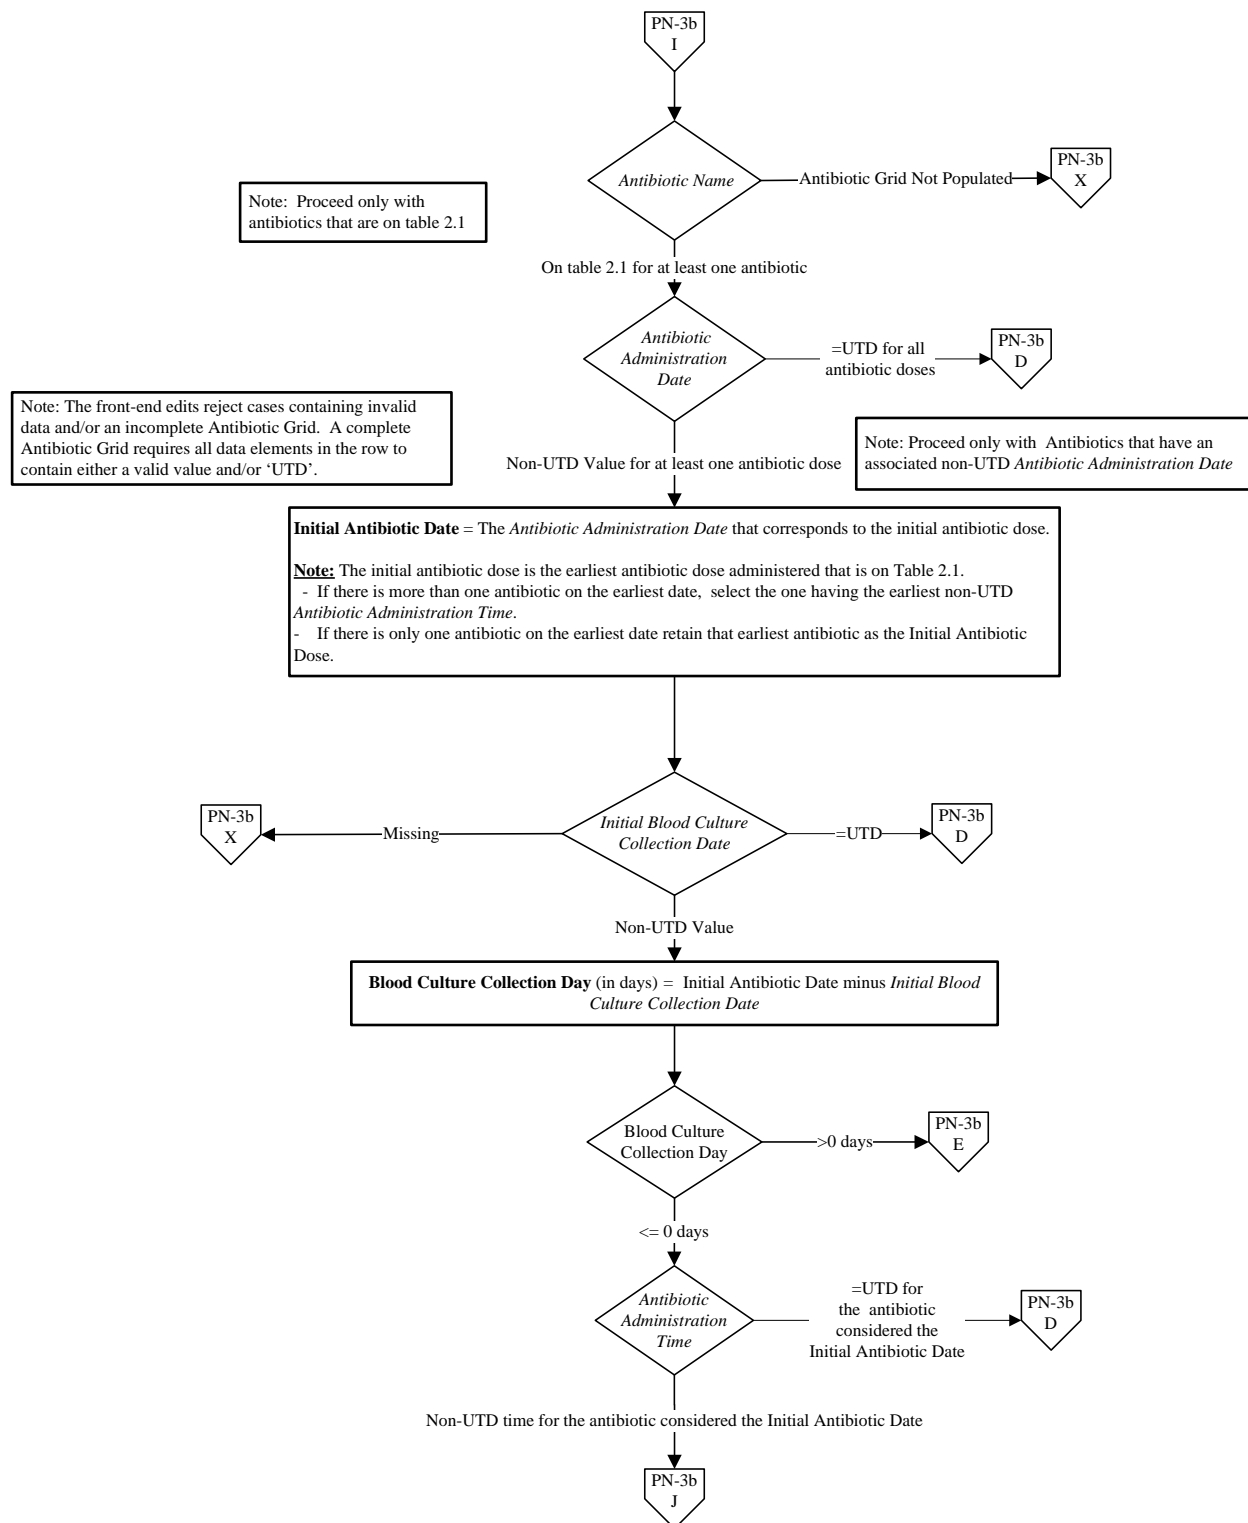 PN-3b
I
Antibiotic Name
Antibiotic Grid Not Populated
PN-3b
X
Note:  Proceed only with
antibiotics that are on table 2.1
On table 2.1 for at least one antibiotic
Antibiotic
Administration
Date
=UTD for all
antibiotic doses
PN-3b
D
Note: The front-end edits reject cases containing invalid
data and/or an incomplete Antibiotic Grid.  A complete
Antibiotic Grid requires all data elements in the row to
contain either a valid value and/or ‘UTD’.
Note: Proceed only with  Antibiotics that have an
associated non-UTD Antibiotic Administration Date
Non-UTD Value for at least one antibiotic dose
Initial Antibiotic Date = The Antibiotic Administration Date that corresponds to the initial antibiotic dose.
Note: The initial antibiotic dose is the earliest antibiotic dose administered that is on Table 2.1.
-  If there is more than one antibiotic on the earliest date,  select the one having the earliest non-UTD
Antibiotic Administration Time.
-    If there is only one antibiotic on the earliest date retain that earliest antibiotic as the Initial Antibiotic
Dose.
PN-3b
X
Missing
Initial Blood Culture
Collection Date
=UTD
PN-3b
D
Non-UTD Value
Blood Culture Collection Day (in days) =  Initial Antibiotic Date minus Initial Blood
Culture Collection Date
Blood Culture
Collection Day
>0 days
PN-3b
E
<= 0 days
Antibiotic
Administration
Time
=UTD for
the  antibiotic
considered the
Initial Antibiotic Date
PN-3b
D
Non-UTD time for the antibiotic considered the Initial Antibiotic Date
PN-3b
J